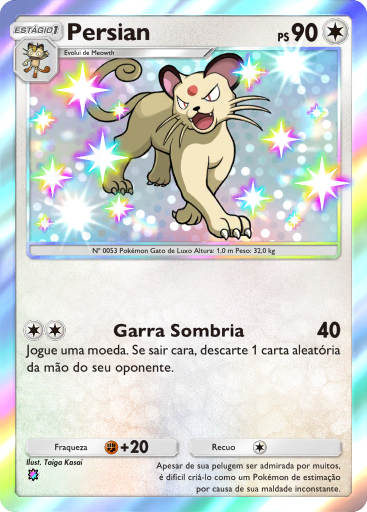 ESTÁGIO 1
Persian
PS 90
Evolui de Meowth
Nº 0053 Pokémon Gato de Luxo Altura: 1,0 m Peso: 32,0 kg
Garra Sombria 40
Jogue uma moeda. Se sair cara, descarte 1 carta aleatória
da mão do seu oponente.
Fraqueza +20
Recuo
Ilust. Taiga Kasai
Apesar de sua pelugem ser admirada por muitos,
é difícil criá-lo como um Pokémon de estimação
por causa de sua maldade inconstante.